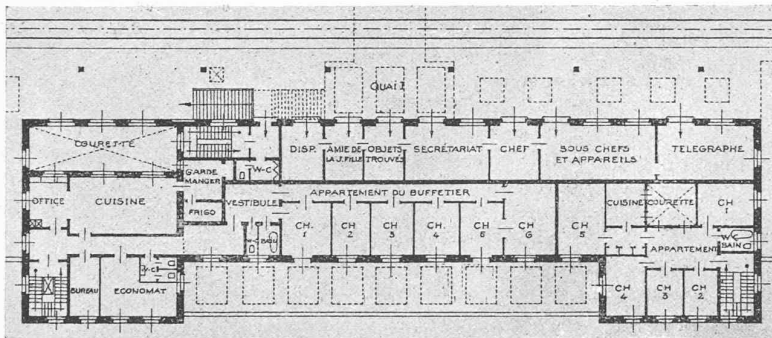 QUAI I
COURETTE
W-C
DISP.
AMIE DE LA J. FILLE
OBJETS TROUVÉS
SECRÉTARIAT
CHEF
SOUS CHEFS ET APPAREILS
TELEGRAPHE
GARDE MANGER
OFFICE
CUISINE
FRIGO
VESTIBULE
APPARTEMENT DU BUFFETIER
CH. 1
CH 2
CH 3
CH. 4
CH 5
CH 6
CH 5
CUISINE
COURETTE
CH 1
W-C
BAIN
W-C
BAIN
APPARTEMENT
W-C
BUREAU
ECONOMAT
CH 4
CH 3
CH 2